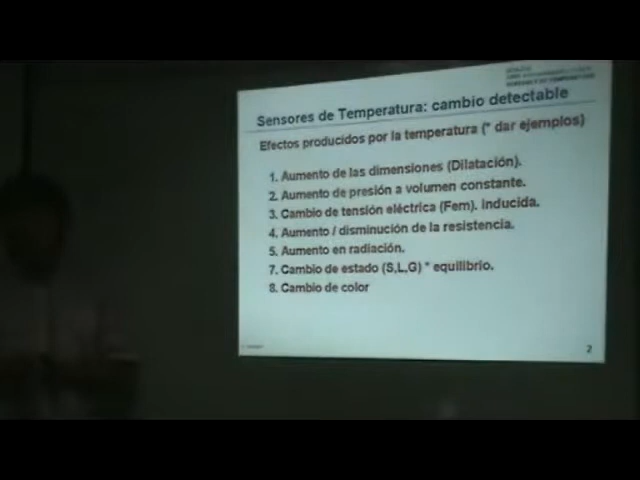 Sensores de Temperatura: cambio detectable
Efectos producidos por la temperatura (* dar ejemplos)
1. Aumento de las dimensiones (Dilatación).
2. Aumento de presión a volumen constante.
3. Cambio de tensión eléctrica (Fem). Inducida.
4. Aumento / disminución de la resistencia.
5. Aumento en radiación.
7. Cambio de estado (S,L,G) * equilibrio.
8. Cambio de color
2